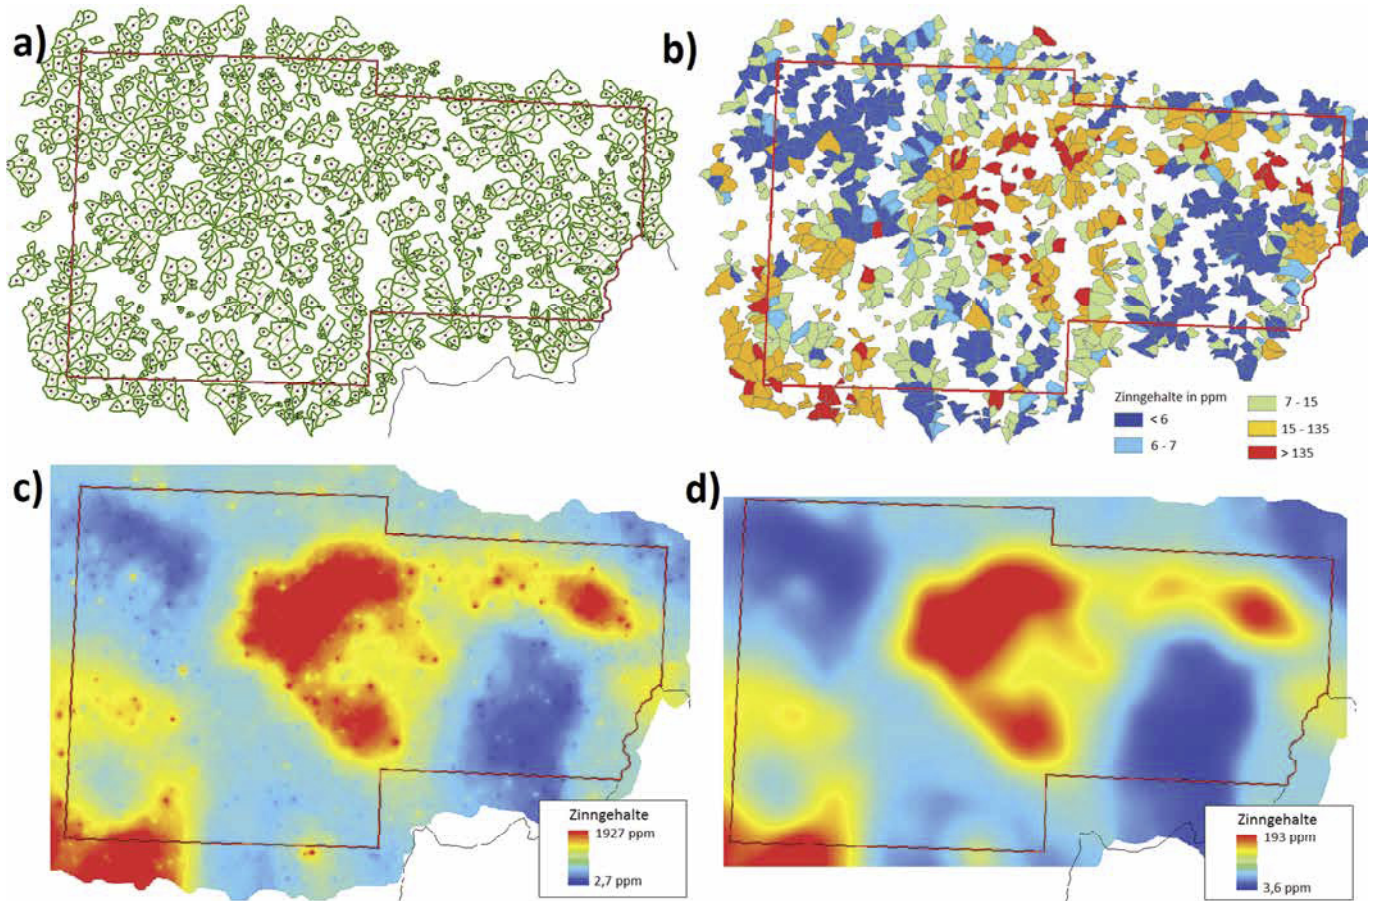 a)
b)
Zinngehalte in ppm
< 6
6 - 7
7 - 15
15 - 135
> 135
c)
d)
Zinngehalte
1927 ppm
2,7 ppm
Zinngehalte
193 ppm
3,6 ppm